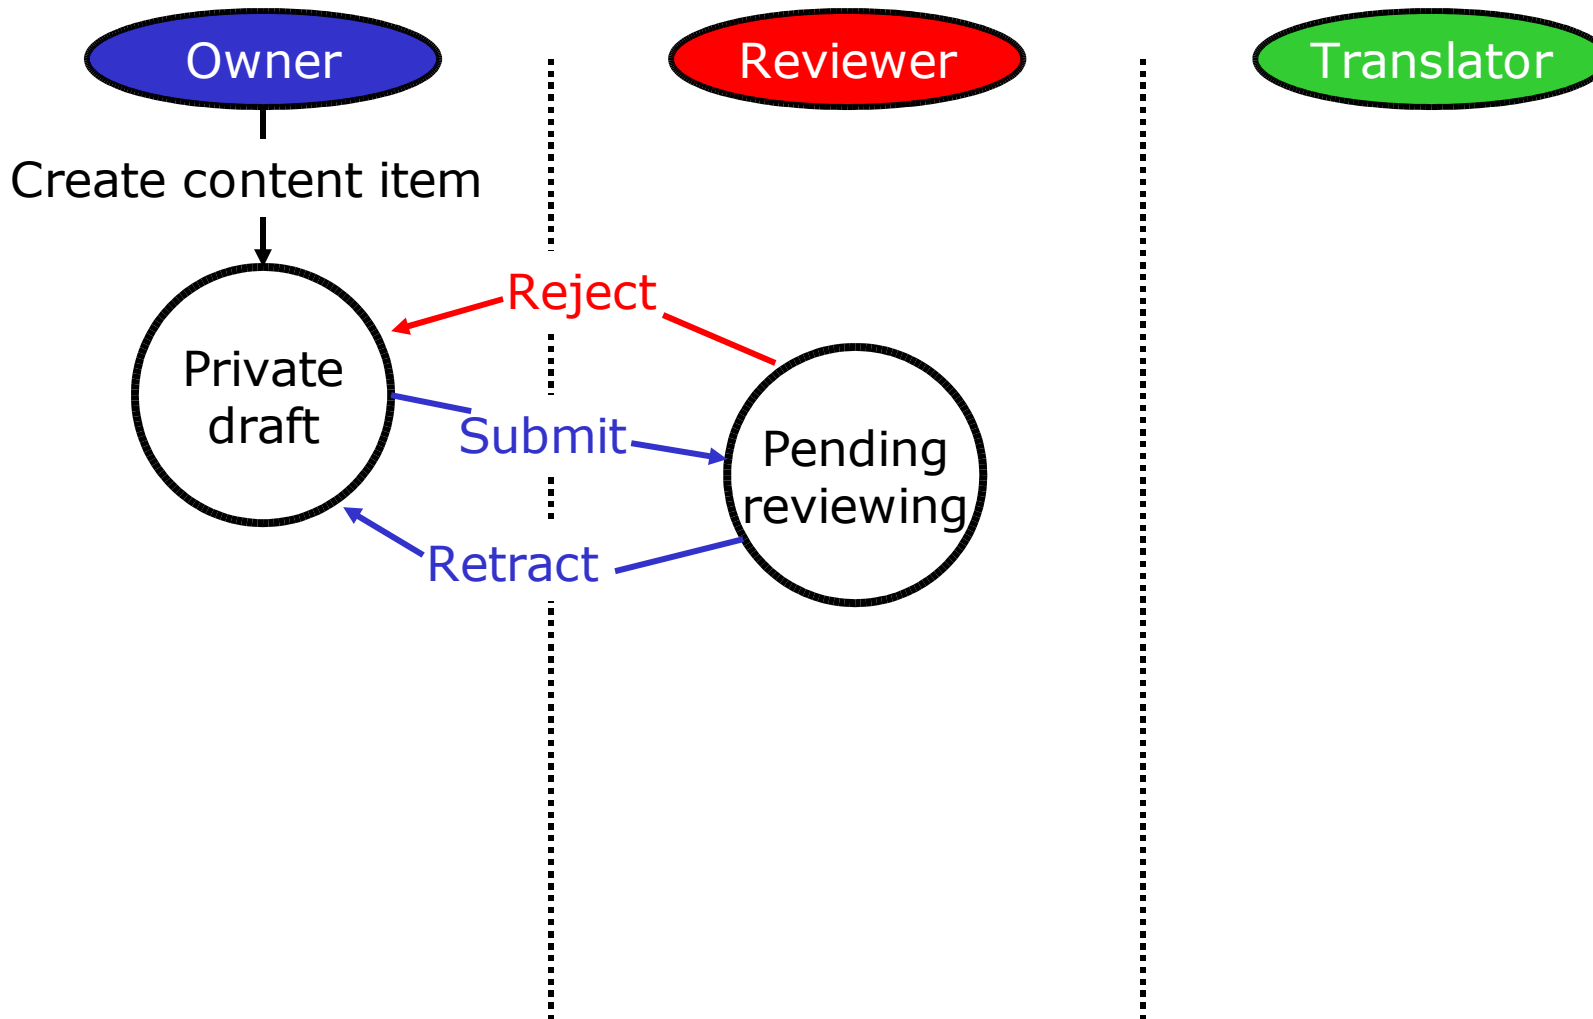 Owner
Reviewer
Translator
Create content item
Reject
Private
draft
Submit
Pending
reviewing
Retract